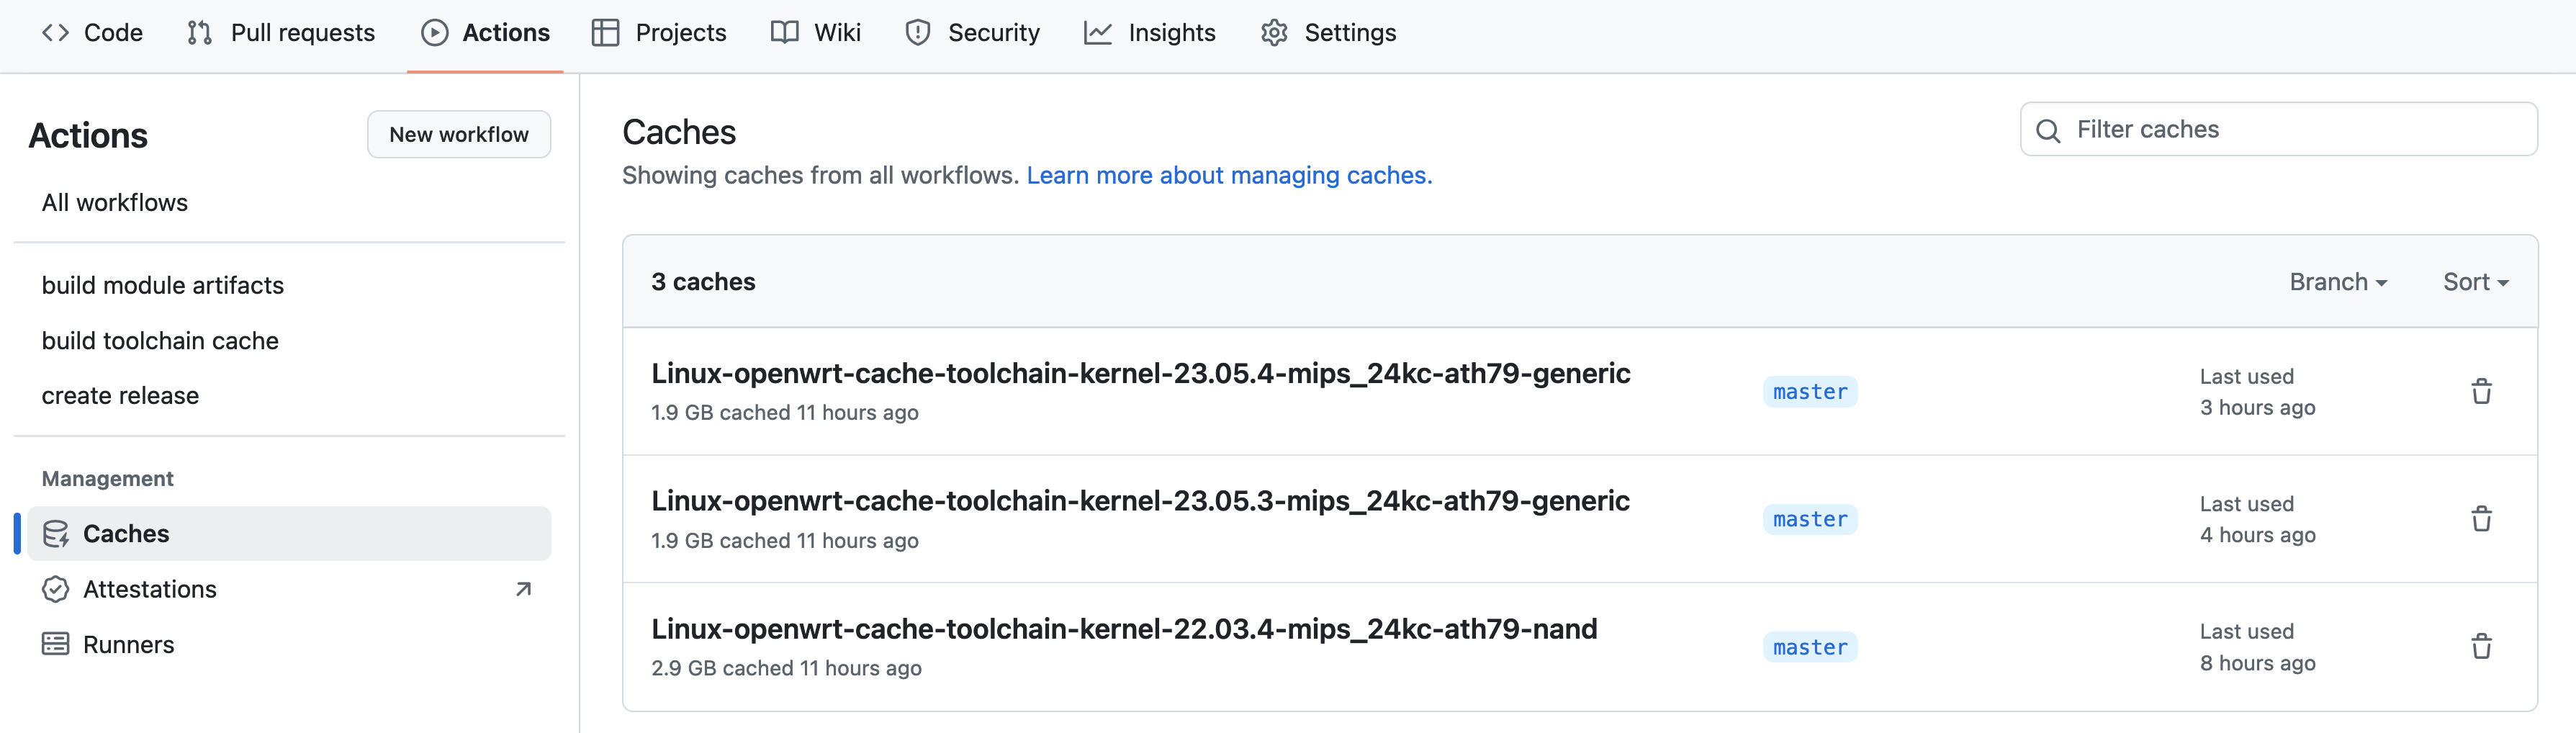 Code Pull requests Actions Projects Wiki Security Insights Settings
Actions
New workflow
All workflows
build module artifacts
build toolchain cache
create release
Management
Caches
Attestations
Runners
Caches
Filter caches
Showing caches from all workflows. Learn more about managing caches.
3 caches
Branch Sort
Linux-openwrt-cache-toolchain-kernel-23.05.4-mips_24kc-ath79-generic
1.9 GB cached 11 hours ago
master
Last used
3 hours ago
Linux-openwrt-cache-toolchain-kernel-23.05.3-mips_24kc-ath79-generic
1.9 GB cached 11 hours ago
master
Last used
4 hours ago
Linux-openwrt-cache-toolchain-kernel-22.03.4-mips_24kc-ath79-nand
2.9 GB cached 11 hours ago
master
Last used
8 hours ago